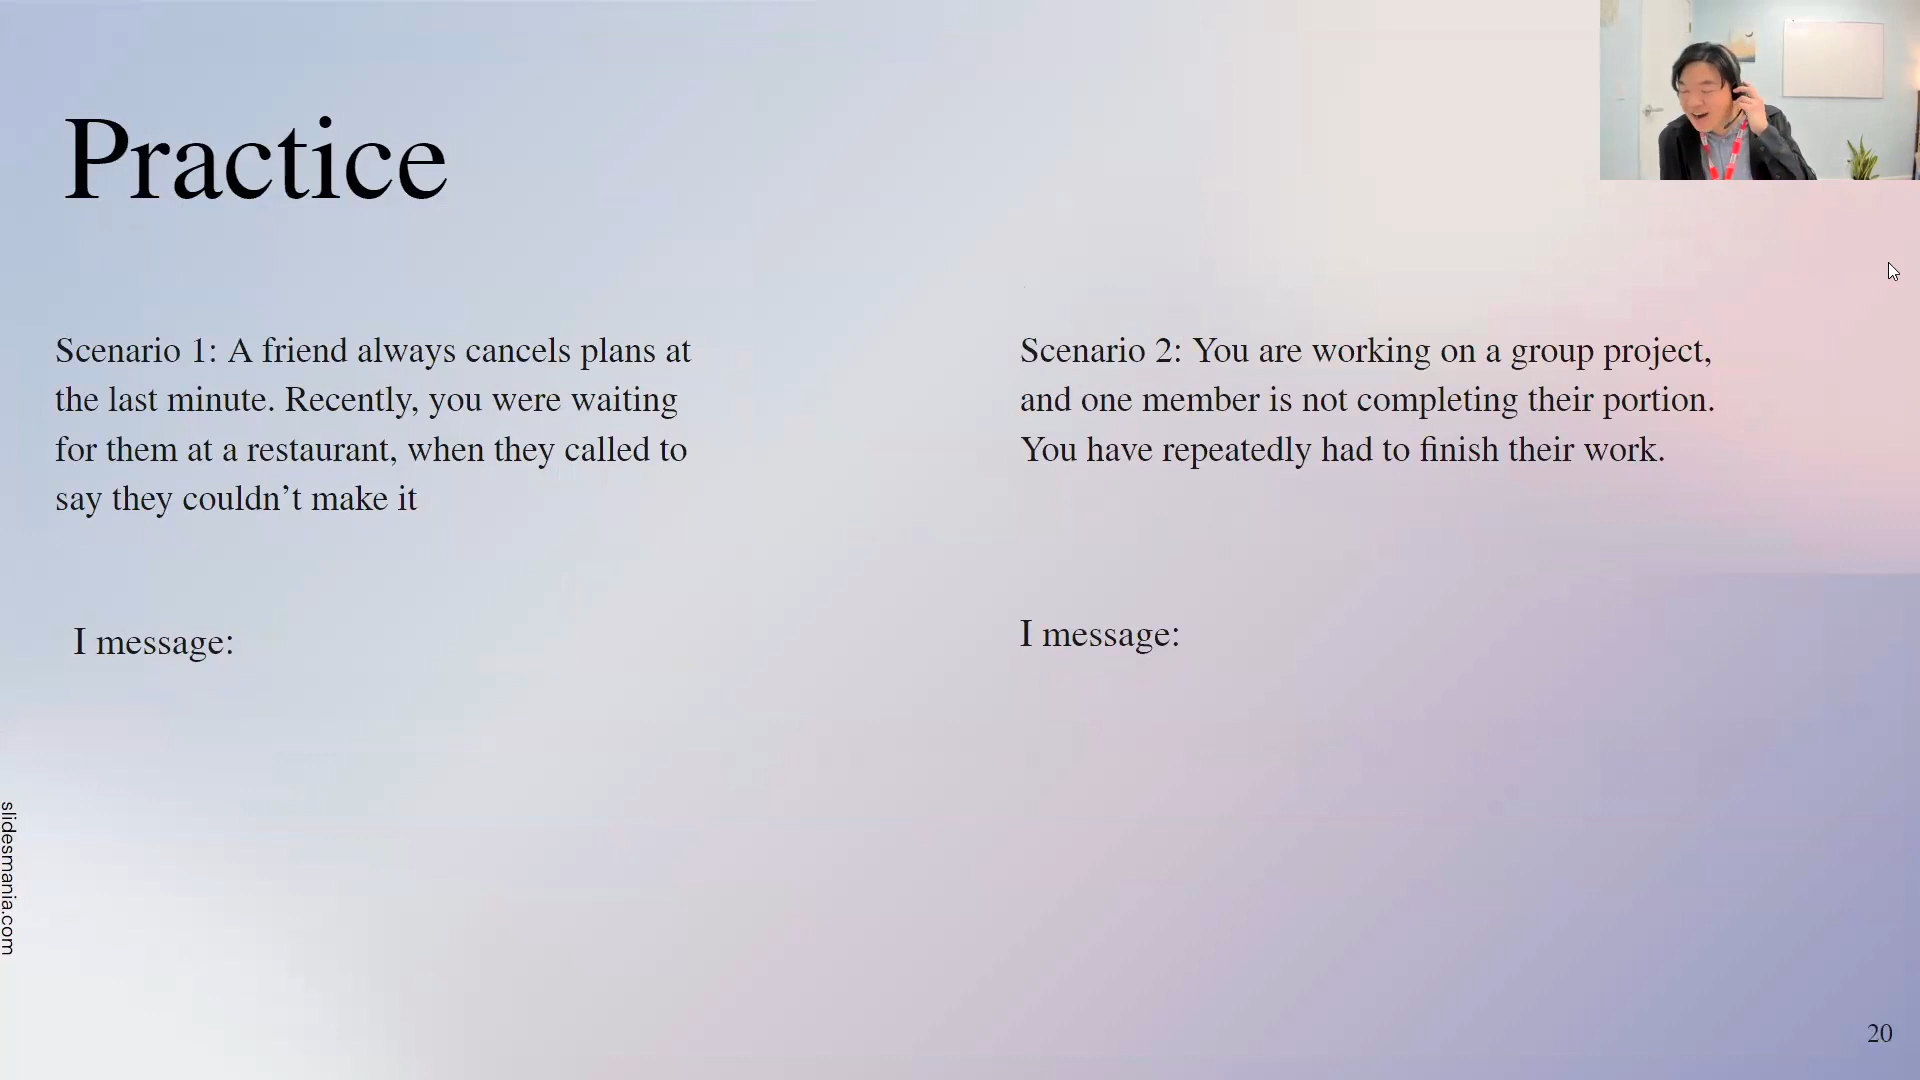 Practice
Scenario 1: A friend always cancels plans at
the last minute. Recently, you were waiting
for them at a restaurant, when they called to
say they couldn’t make it
I message:
Scenario 2: You are working on a group project,
and one member is not completing their portion.
You have repeatedly had to finish their work.
I message:
slidesmania.com
20